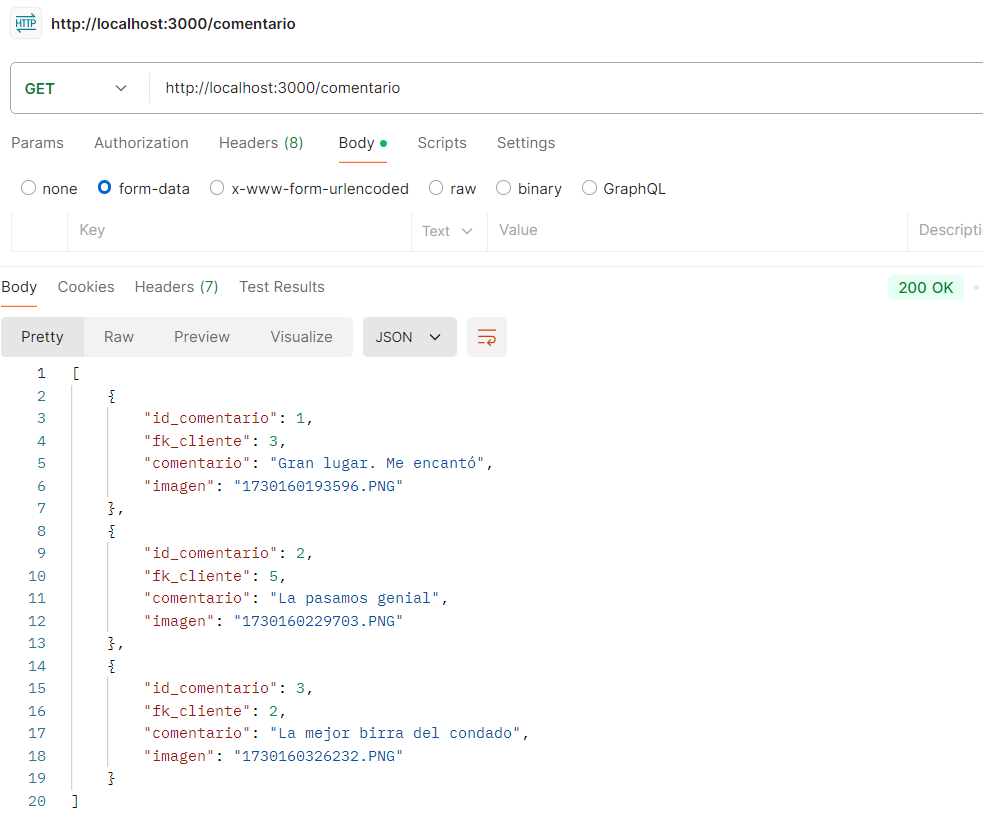 HTTP http://localhost:3000/comentario
GET http://localhost:3000/comentario
Params Authorization Headers (8) Body Scripts Settings
none form-data x-www-form-urlencoded raw binary GraphQL
Key Text Value Descripti
Body Cookies Headers (7) Test Results 200 OK
Pretty Raw Preview Visualize JSON
1 [
2 {
3 "id_comentario": 1,
4 "fk_cliente": 3,
5 "comentario": "Gran lugar. Me encantó",
6 "imagen": "1730160193596.PNG"
7 },
8 {
9 "id_comentario": 2,
10 "fk_cliente": 5,
11 "comentario": "La pasamos genial",
12 "imagen": "1730160229703.PNG"
13 },
14 {
15 "id_comentario": 3,
16 "fk_cliente": 2,
17 "comentario": "La mejor birra del condado",
18 "imagen": "1730160326232.PNG"
19 }
20 ]